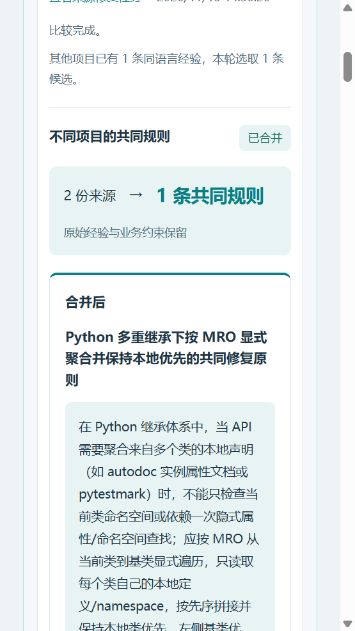 比较完成。
其他项目已有 1 条同语言经验，本轮选取 1 条
候选。
不同项目的共同规则
已合并
2 份来源 → 1 条共同规则
原始经验与业务约束保留
合并后
Python 多重继承下按 MRO 显式
聚合并保持本地优先的共同修复原
则
在 Python 继承体系中，当 API
需要聚合来自多个类的本地声明
（如 autodoc 实例属性文档或
pytestmark）时，不能只检查当
前类命名空间或依赖一次隐式属
性/命名空间查找；应按 MRO 从
当前类到基类显式遍历，只读取
每个类自己的本地定
义/namespace，按先序拼接并
保持本地类优先、左侧基类优